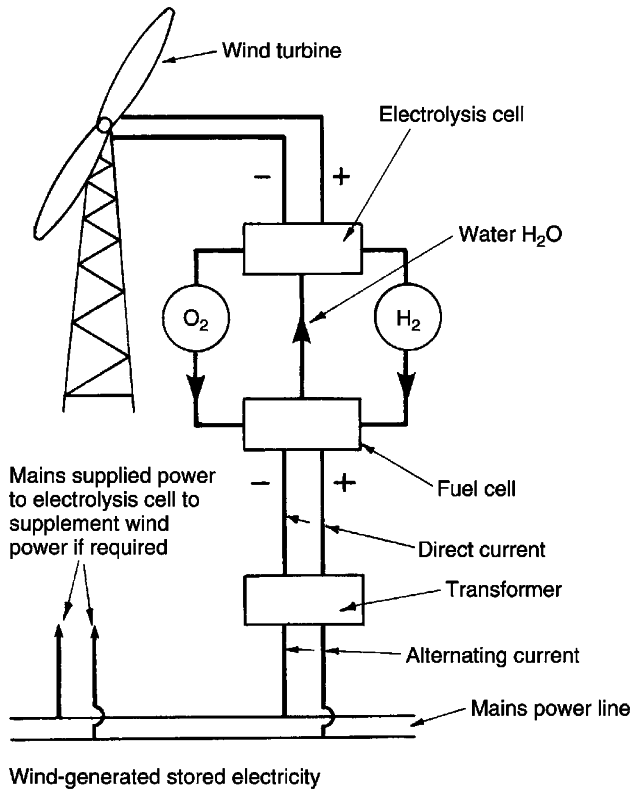 Wind turbine
Electrolysis cell
− +
Water H₂O
O₂
H₂
Mains supplied power
to electrolysis cell to
supplement wind
power if required
− +
Fuel cell
Direct current
Transformer
Alternating current
Mains power line
Wind-generated stored electricity